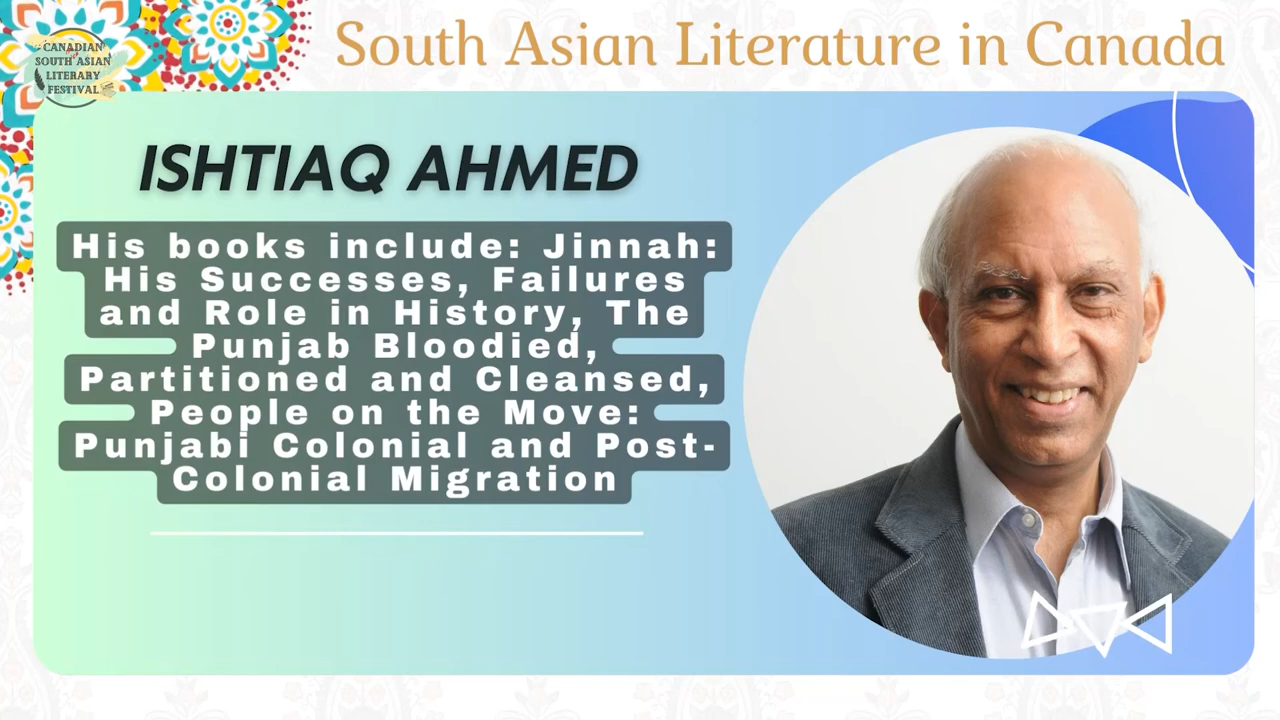 CANADIAN
SOUTH ASIAN
LITERARY
FESTIVAL
South Asian Literature in Canada
ISHTIAQ AHMED
His books include: Jinnah:
His Successes, Failures
and Role in History, The
Punjab Bloodied,
Partitioned and Cleansed,
People on the Move:
Punjabi Colonial and Post-
Colonial Migration